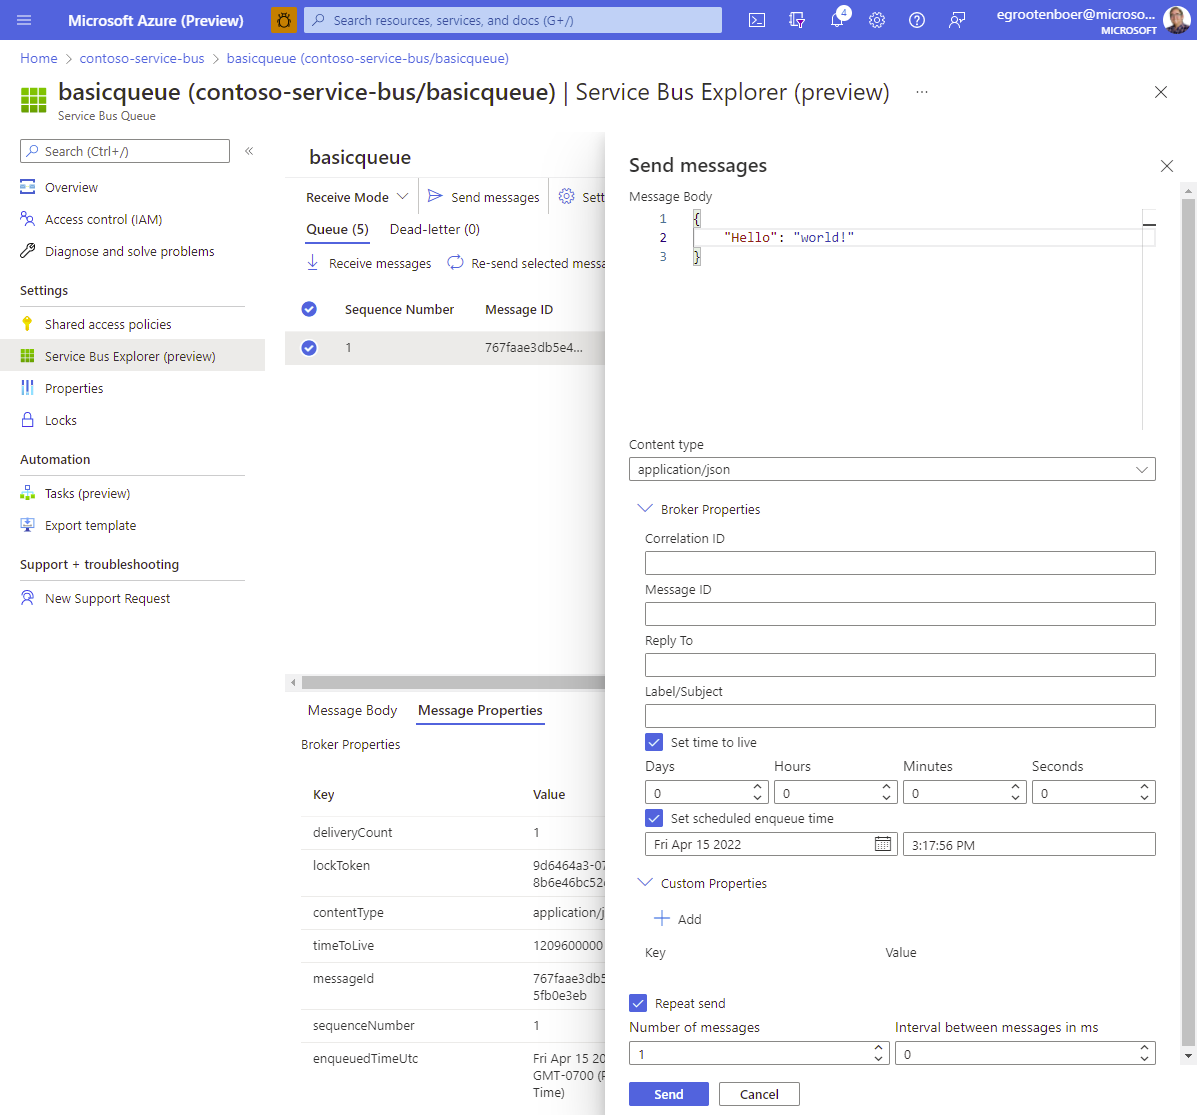 Microsoft Azure (Preview)
Search resources, services, and docs (G+/)
4
egrootenboer@microso...
MICROSOFT
Home > contoso-service-bus > basicqueue (contoso-service-bus/basicqueue)
basicqueue (contoso-service-bus/basicqueue) | Service Bus Explorer (preview) ...
Service Bus Queue
Search (Ctrl+/)
«
Overview
Access control (IAM)
Diagnose and solve problems
Settings
Shared access policies
Service Bus Explorer (preview)
Properties
Locks
Automation
Tasks (preview)
Export template
Support + troubleshooting
New Support Request
basicqueue
Receive Mode
Send messages
Sett
Queue (5)
Dead-letter (0)
Receive messages
Re-send selected messa
Sequence Number
Message ID
1
767faae3db5e4...
Message Body
Message Properties
Broker Properties
Key
Value
deliveryCount
1
lockToken
9d6464a3-07
8b6e46bc52
contentType
application/j
timeToLive
1209600000
messageId
767faae3db5
5fb0e3eb
sequenceNumber
1
enqueuedTimeUtc
Fri Apr 15 20
GMT-0700 (P
Time)
Send messages
Message Body
1 {
2 "Hello": "world!"
3 }
Content type
application/json
Broker Properties
Correlation ID
Message ID
Reply To
Label/Subject
Set time to live
Days
Hours
Minutes
Seconds
0
0
0
0
Set scheduled enqueue time
Fri Apr 15 2022
3:17:56 PM
Custom Properties
Add
Key
Value
Repeat send
Number of messages
Interval between messages in ms
1
0
Send
Cancel